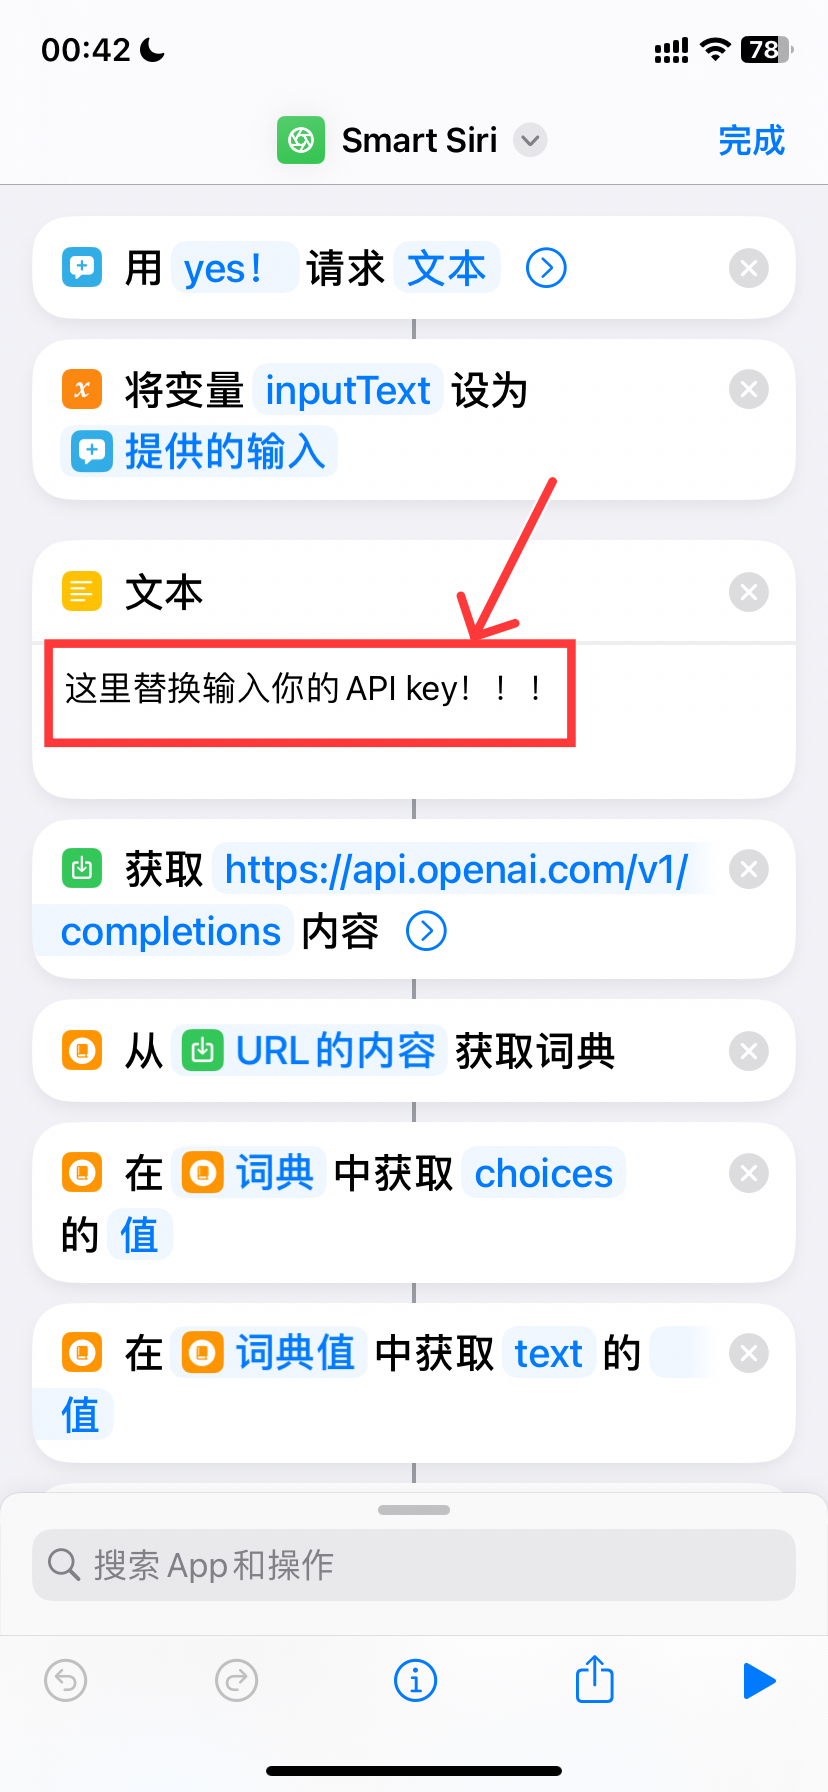 00:42
78
Smart Siri
完成
用 yes！ 请求 文本
将变量 inputText 设为
提供的输入
文本
这里替换输入你的API key！！！
获取 https://api.openai.com/v1/
completions 内容
从 URL的内容 获取词典
在 词典 中获取 choices
的 值
在 词典值 中获取 text 的
值
搜索 App 和操作